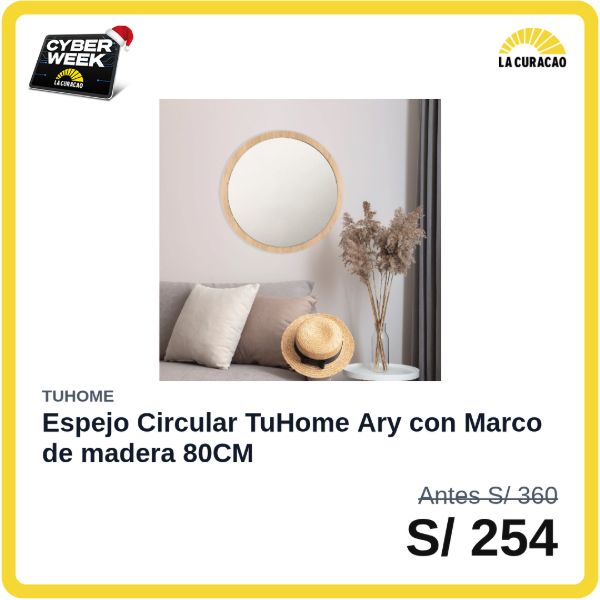 CYBER
WEEK
LA CURACAO
LA CURACAO
TUHOME
Espejo Circular TuHome Ary con Marco
de madera 80CM
Antes S/ 360
S/ 254